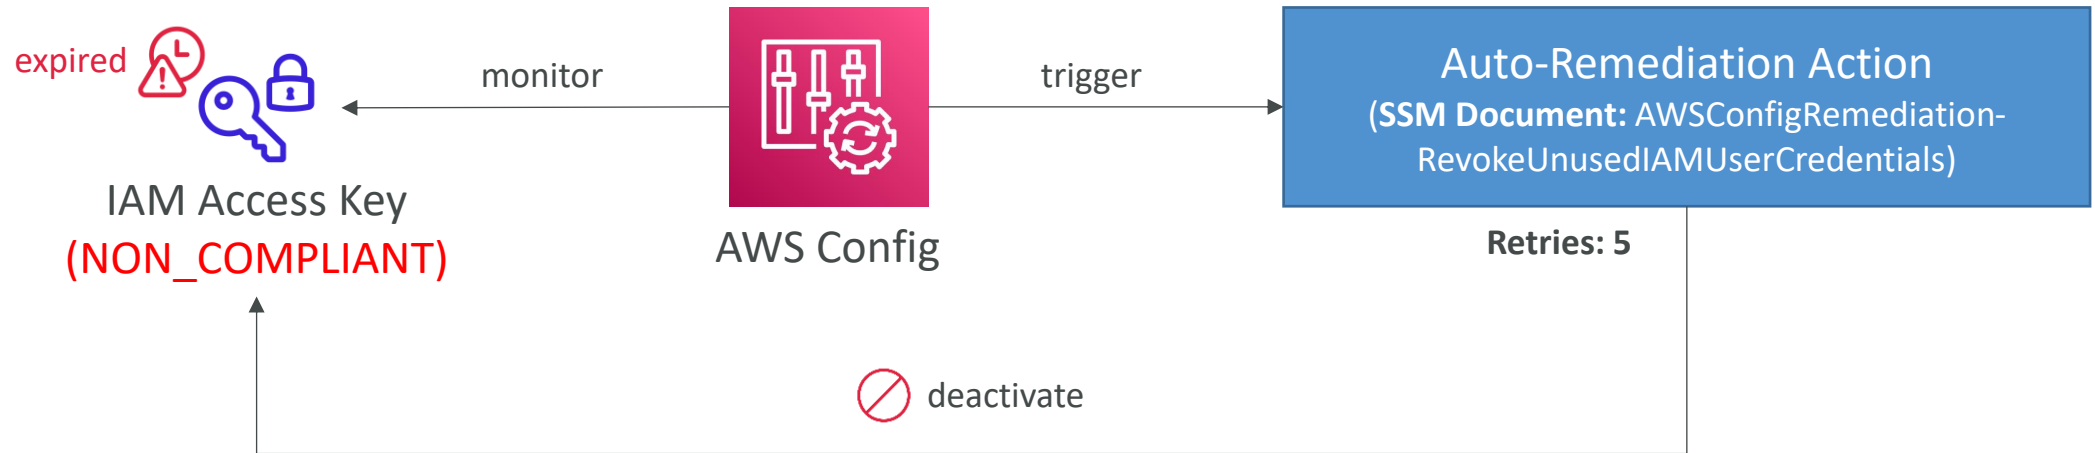 expired
monitor
trigger
Auto-Remediation Action
(SSM Document: AWSConfigRemediation-
RevokeUnusedIAMUserCredentials)
IAM Access Key
(NON_COMPLIANT)
AWS Config
Retries: 5
deactivate